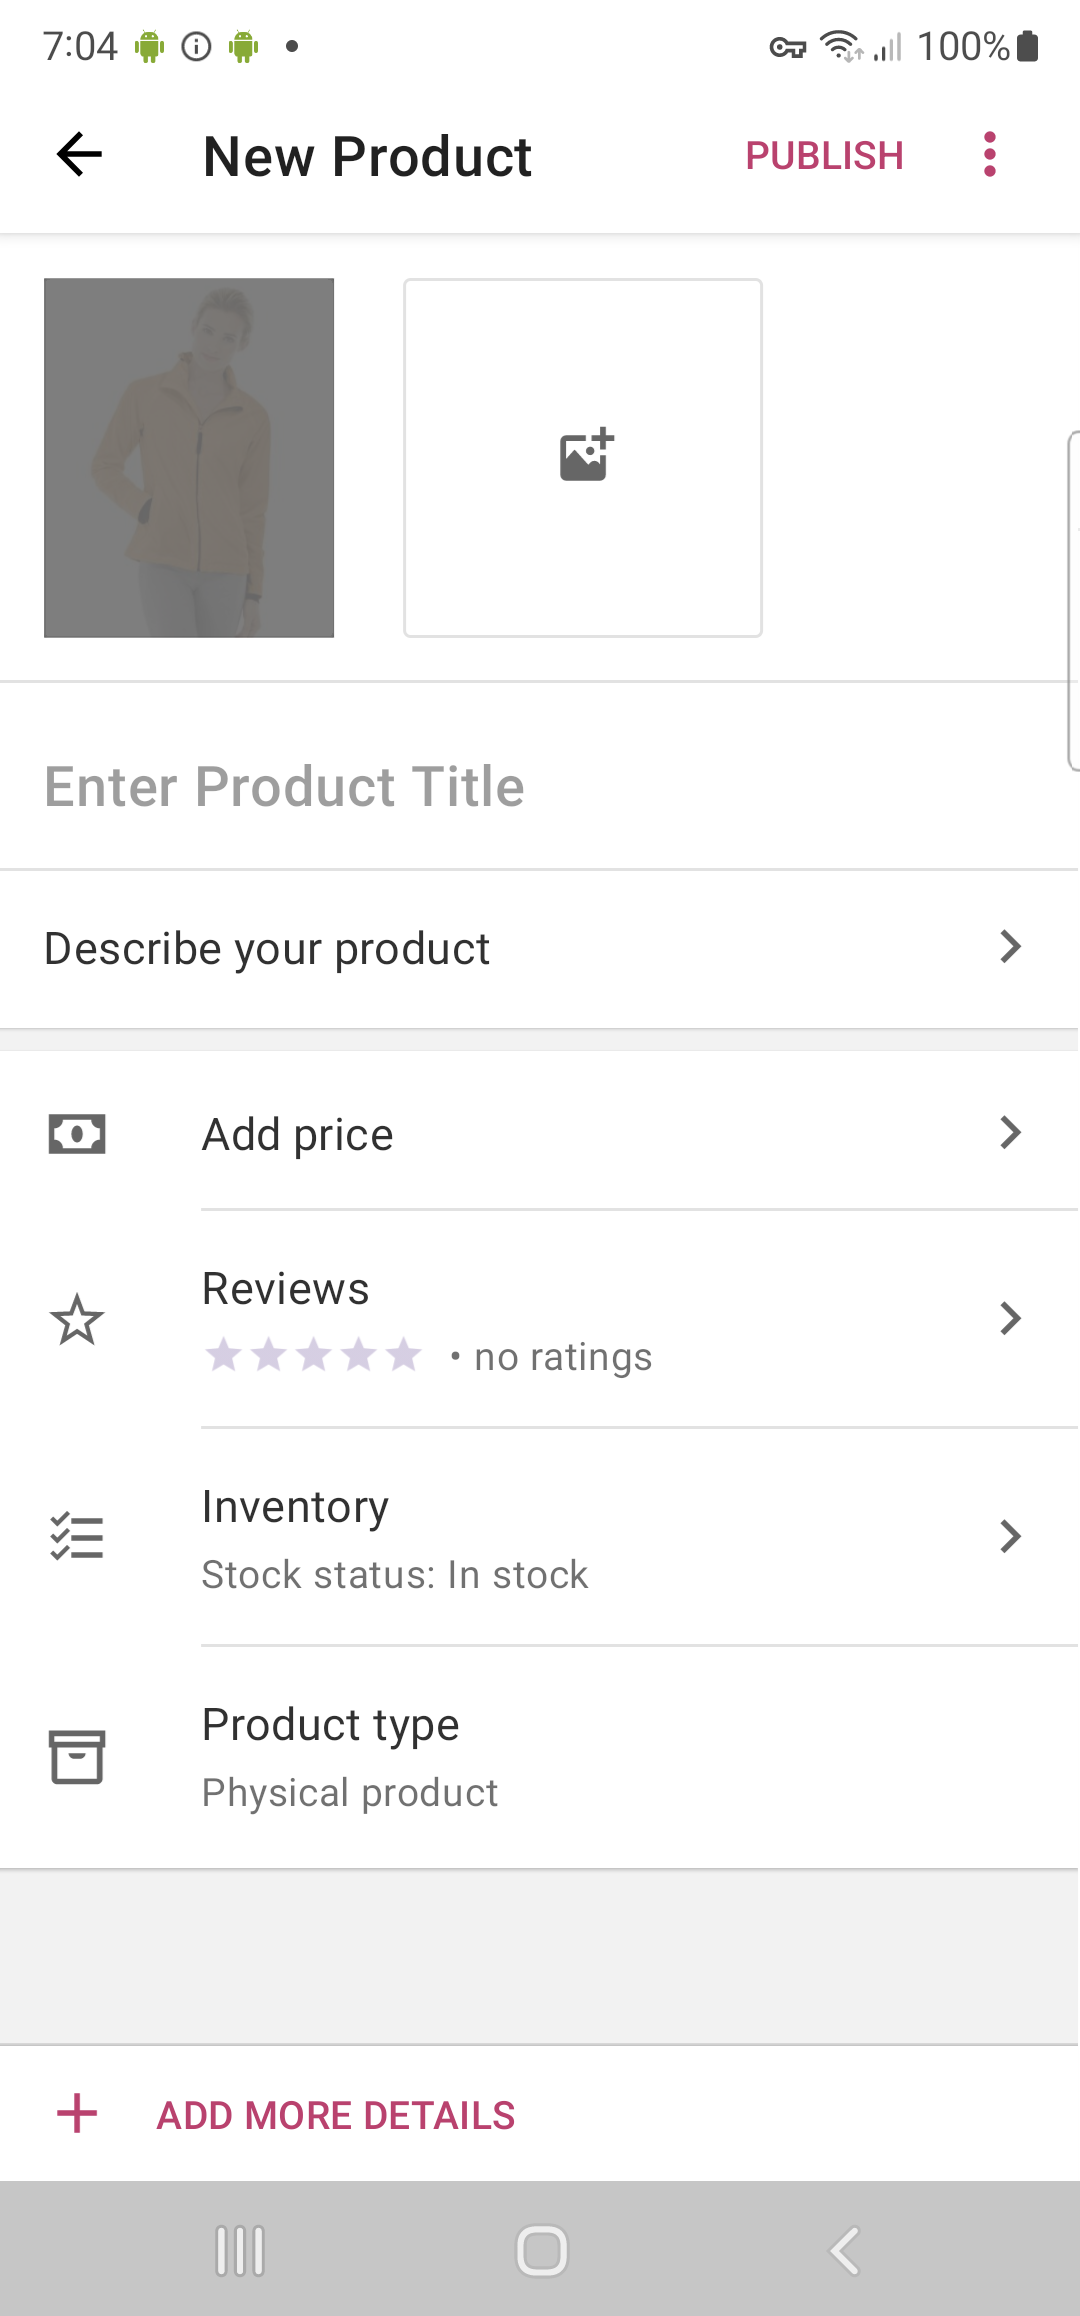 7:04 100%
New Product PUBLISH
Enter Product Title
Describe your product
Add price
Reviews
• no ratings
Inventory
Stock status: In stock
Product type
Physical product
ADD MORE DETAILS